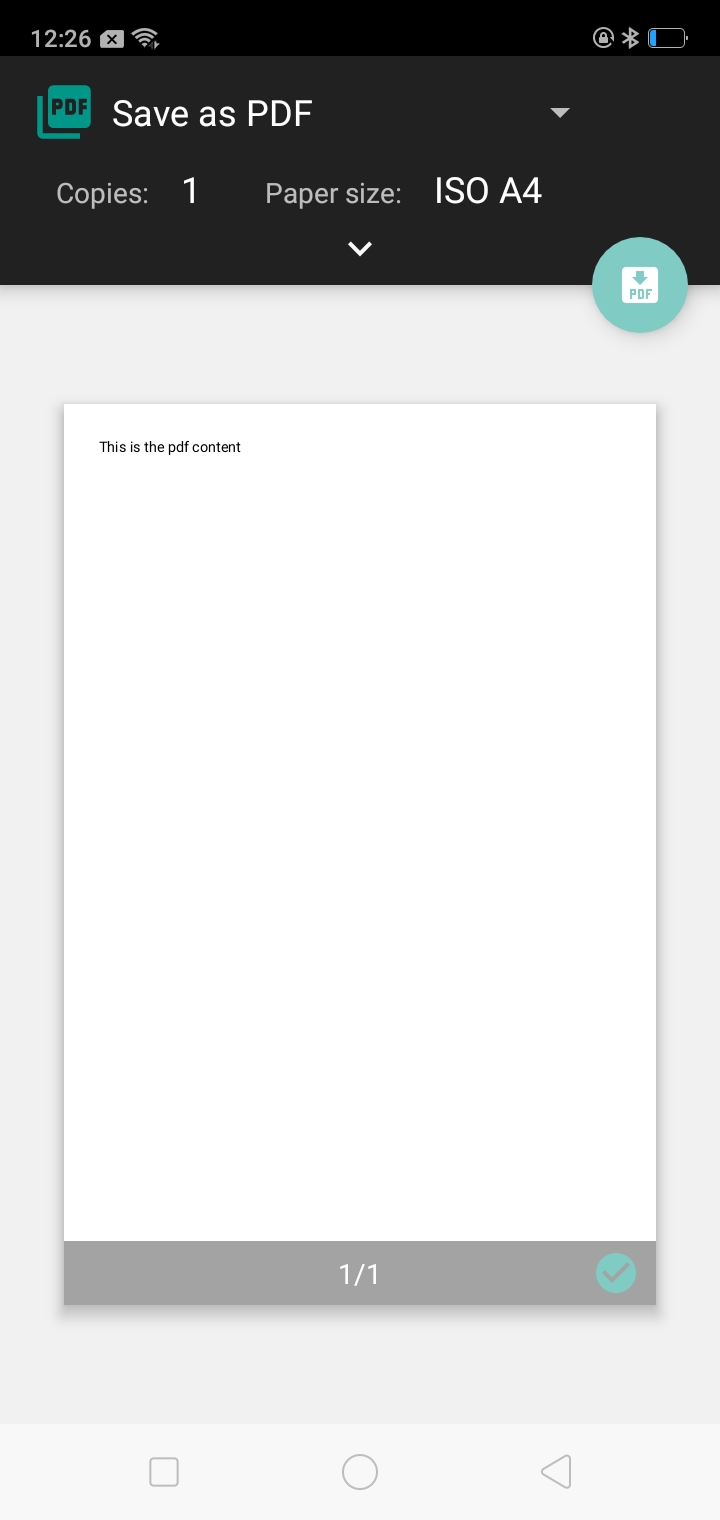 12:26
PDF Save as PDF
Copies: 1 Paper size: ISO A4
PDF
This is the pdf content
1/1